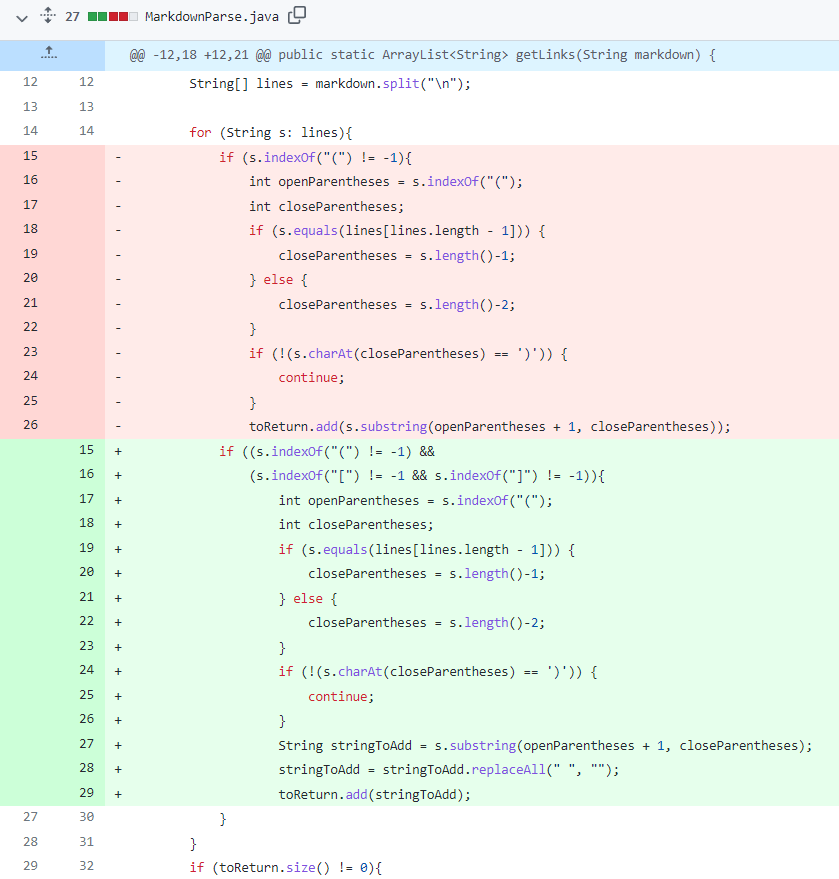 27 MarkdownParse.java
@@ -12,18 +12,21 @@ public static ArrayList<String> getLinks(String markdown) {
12 12 String[] lines = markdown.split("\n");
13 13
14 14 for (String s: lines){
15 - if (s.indexOf("(") != -1){
16 - int openParentheses = s.indexOf("(");
17 - int closeParentheses;
18 - if (s.equals(lines[lines.length - 1])) {
19 - closeParentheses = s.length()-1;
20 - } else {
21 - closeParentheses = s.length()-2;
22 - }
23 - if (!(s.charAt(closeParentheses) == ')')) {
24 - continue;
25 - }
26 - toReturn.add(s.substring(openParentheses + 1, closeParentheses));
15 + if ((s.indexOf("(") != -1) &&
16 + (s.indexOf("[") != -1 && s.indexOf("]") != -1)){
17 + int openParentheses = s.indexOf("(");
18 + int closeParentheses;
19 + if (s.equals(lines[lines.length - 1])) {
20 + closeParentheses = s.length()-1;
21 + } else {
22 + closeParentheses = s.length()-2;
23 + }
24 + if (!(s.charAt(closeParentheses) == ')')) {
25 + continue;
26 + }
27 + String stringToAdd = s.substring(openParentheses + 1, closeParentheses);
28 + stringToAdd = stringToAdd.replaceAll(" ", "");
29 + toReturn.add(stringToAdd);
27 30 }
28 31 }
29 32 if (toReturn.size() != 0){